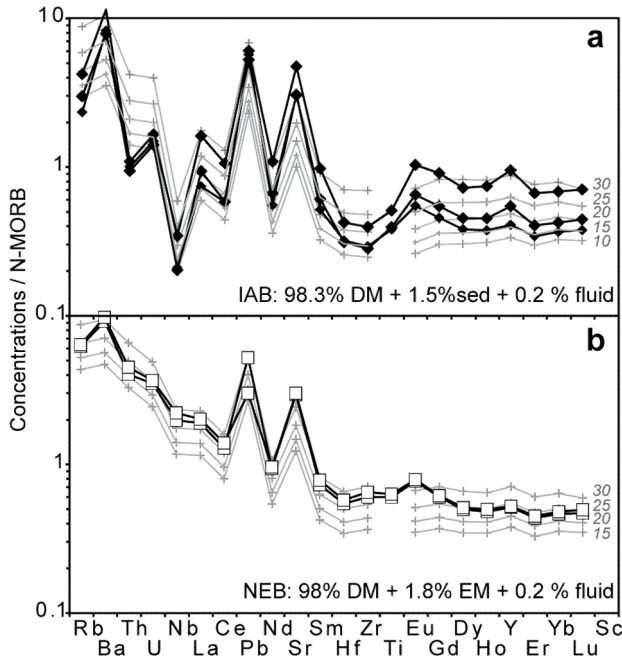 10
a
1
30
25
20
15
10
IAB: 98.3% DM + 1.5%sed + 0.2 % fluid
0.1
Concentrations / N-MORB
b
1
30
25
20
15
NEB: 98% DM + 1.8% EM + 0.2 % fluid
0.1
Rb Th Nb Ce Nd Sm Zr Eu Dy Y Yb Sc
Ba U La Pb Sr Hf Ti Gd Ho Er Lu